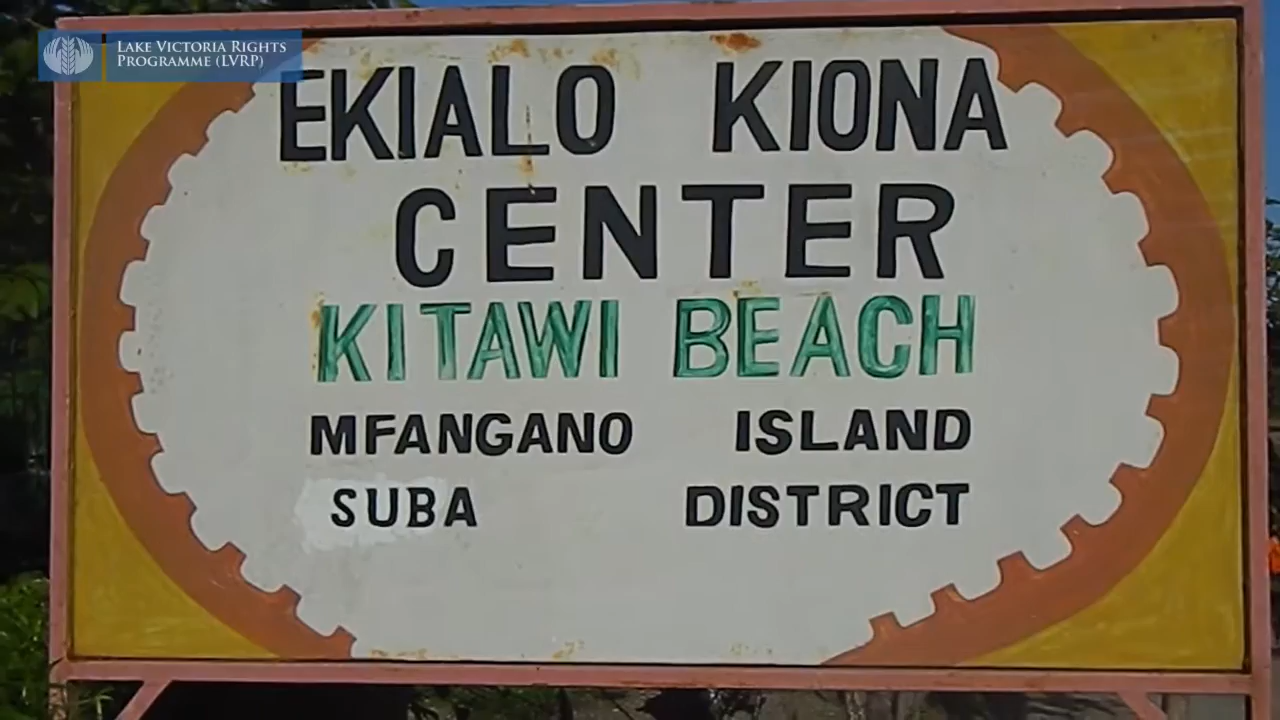 LAKE VICTORIA RIGHTS
PROGRAMME (LVRP)
EKIALO KIONA
CENTER
KITAWI BEACH
MFANGANO ISLAND
SUBA DISTRICT